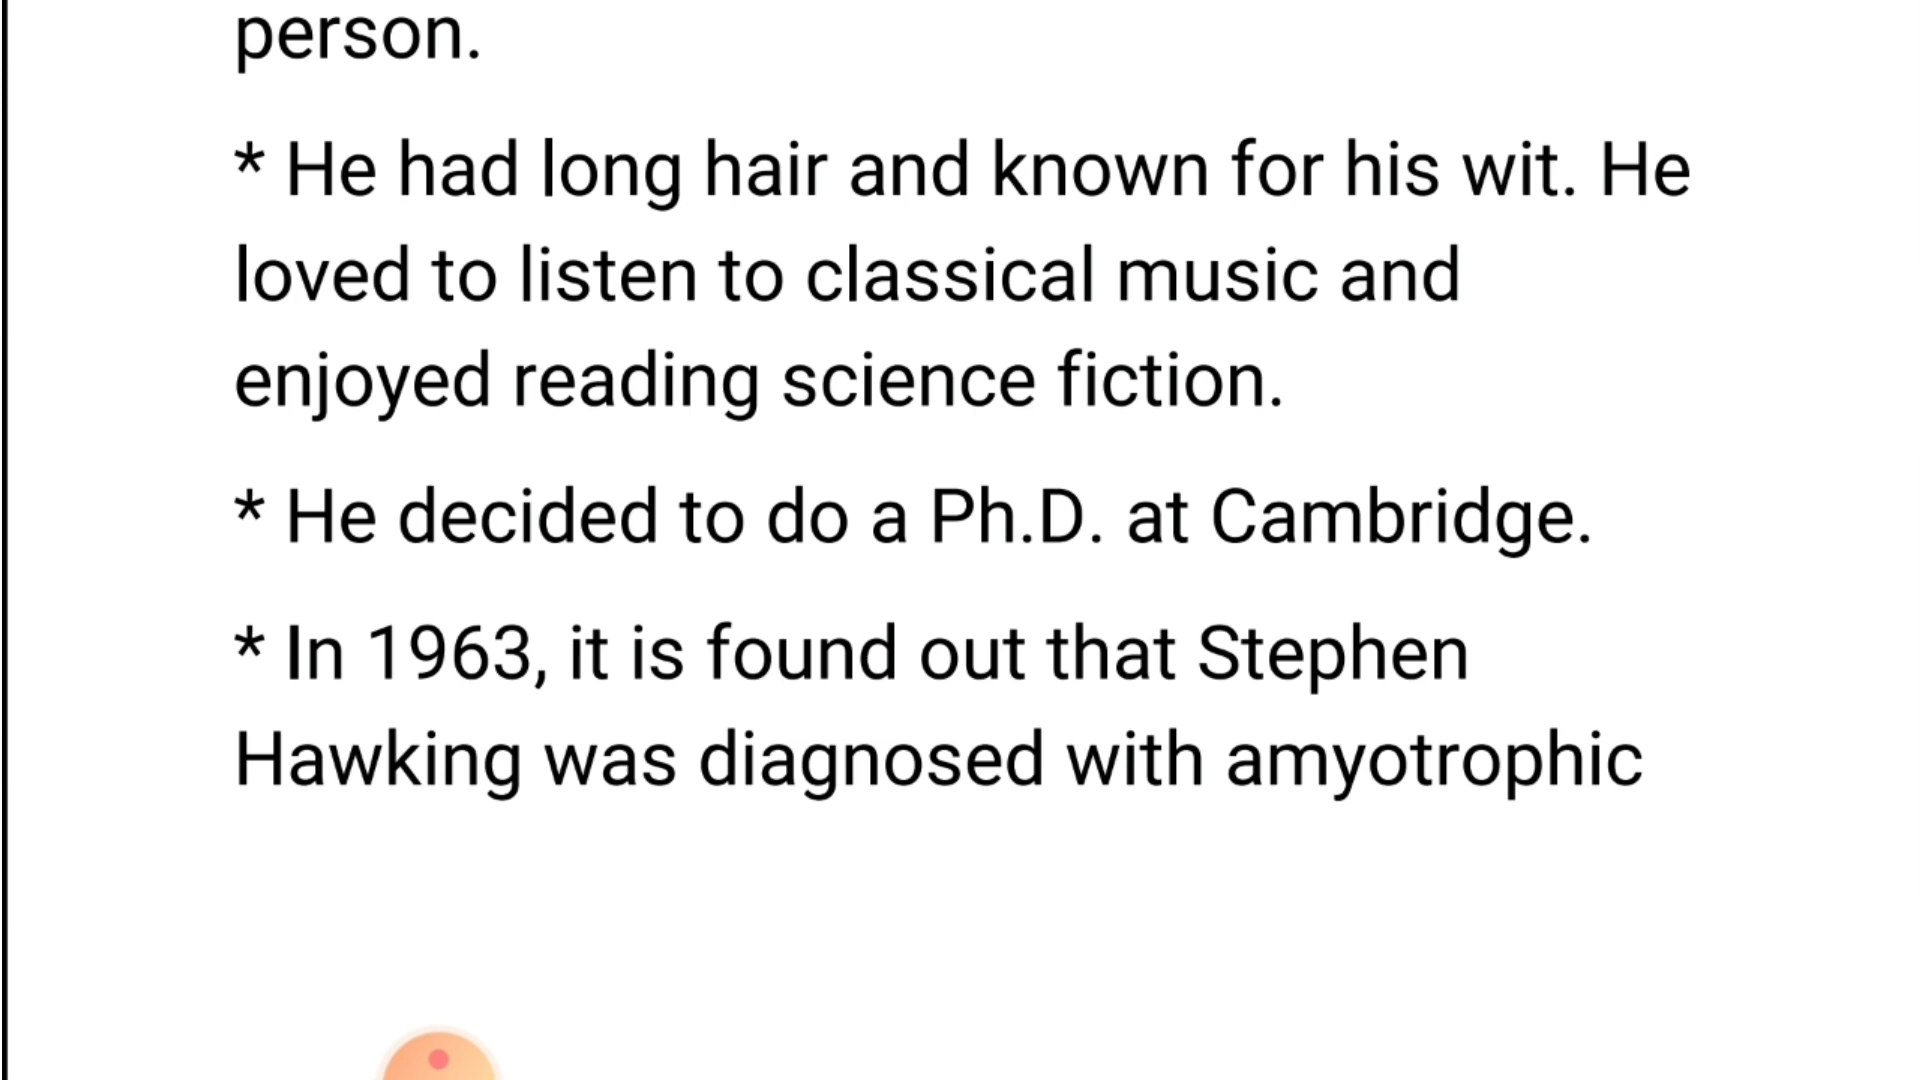 person.
* He had long hair and known for his wit. He
loved to listen to classical music and
enjoyed reading science fiction.
* He decided to do a Ph.D. at Cambridge.
* In 1963, it is found out that Stephen
Hawking was diagnosed with amyotrophic